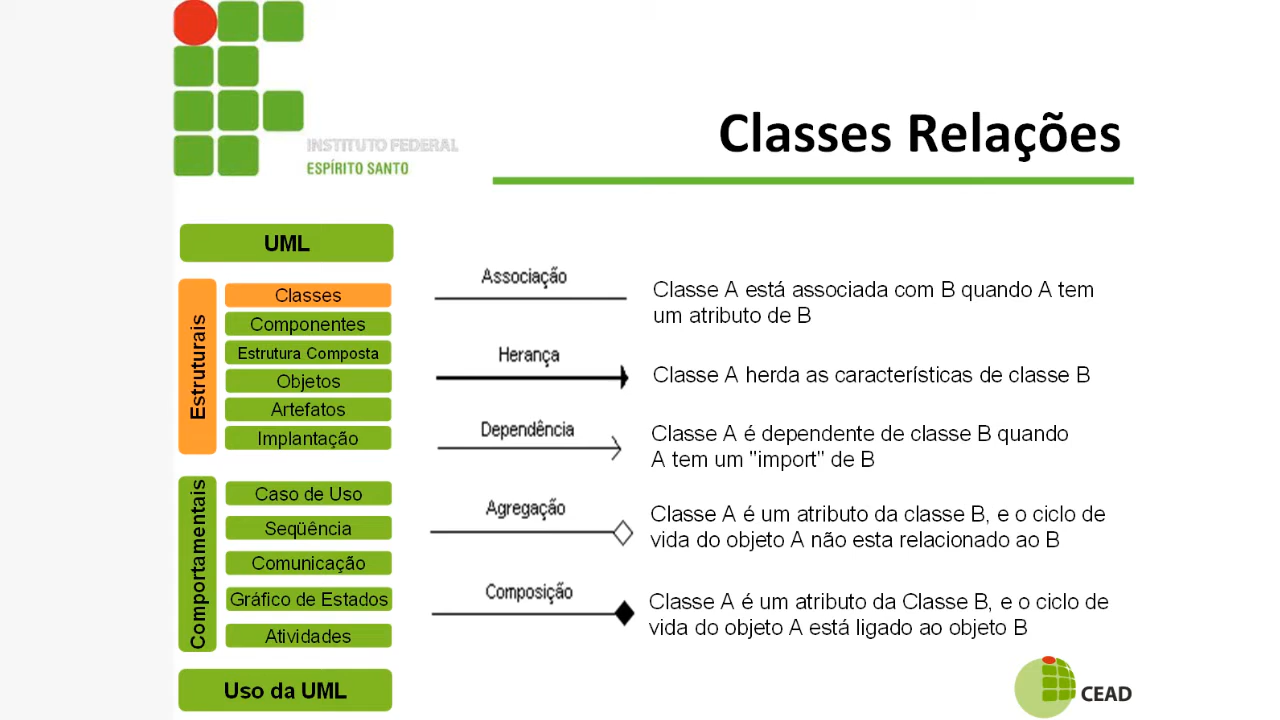 INSTITUTO FEDERAL
ESPÍRITO SANTO
Classes Relações
UML
Estruturais
Classes
Componentes
Estrutura Composta
Objetos
Artefatos
Implantação
Comportamentais
Caso de Uso
Seqüência
Comunicação
Gráfico de Estados
Atividades
Uso da UML
Associação
Classe A está associada com B quando A tem
um atributo de B
Herança
Classe A herda as características de classe B
Dependência
Classe A é dependente de classe B quando
A tem um "import" de B
Agregação
Classe A é um atributo da classe B, e o ciclo de
vida do objeto A não esta relacionado ao B
Composição
Classe A é um atributo da Classe B, e o ciclo de
vida do objeto A está ligado ao objeto B
CEAD